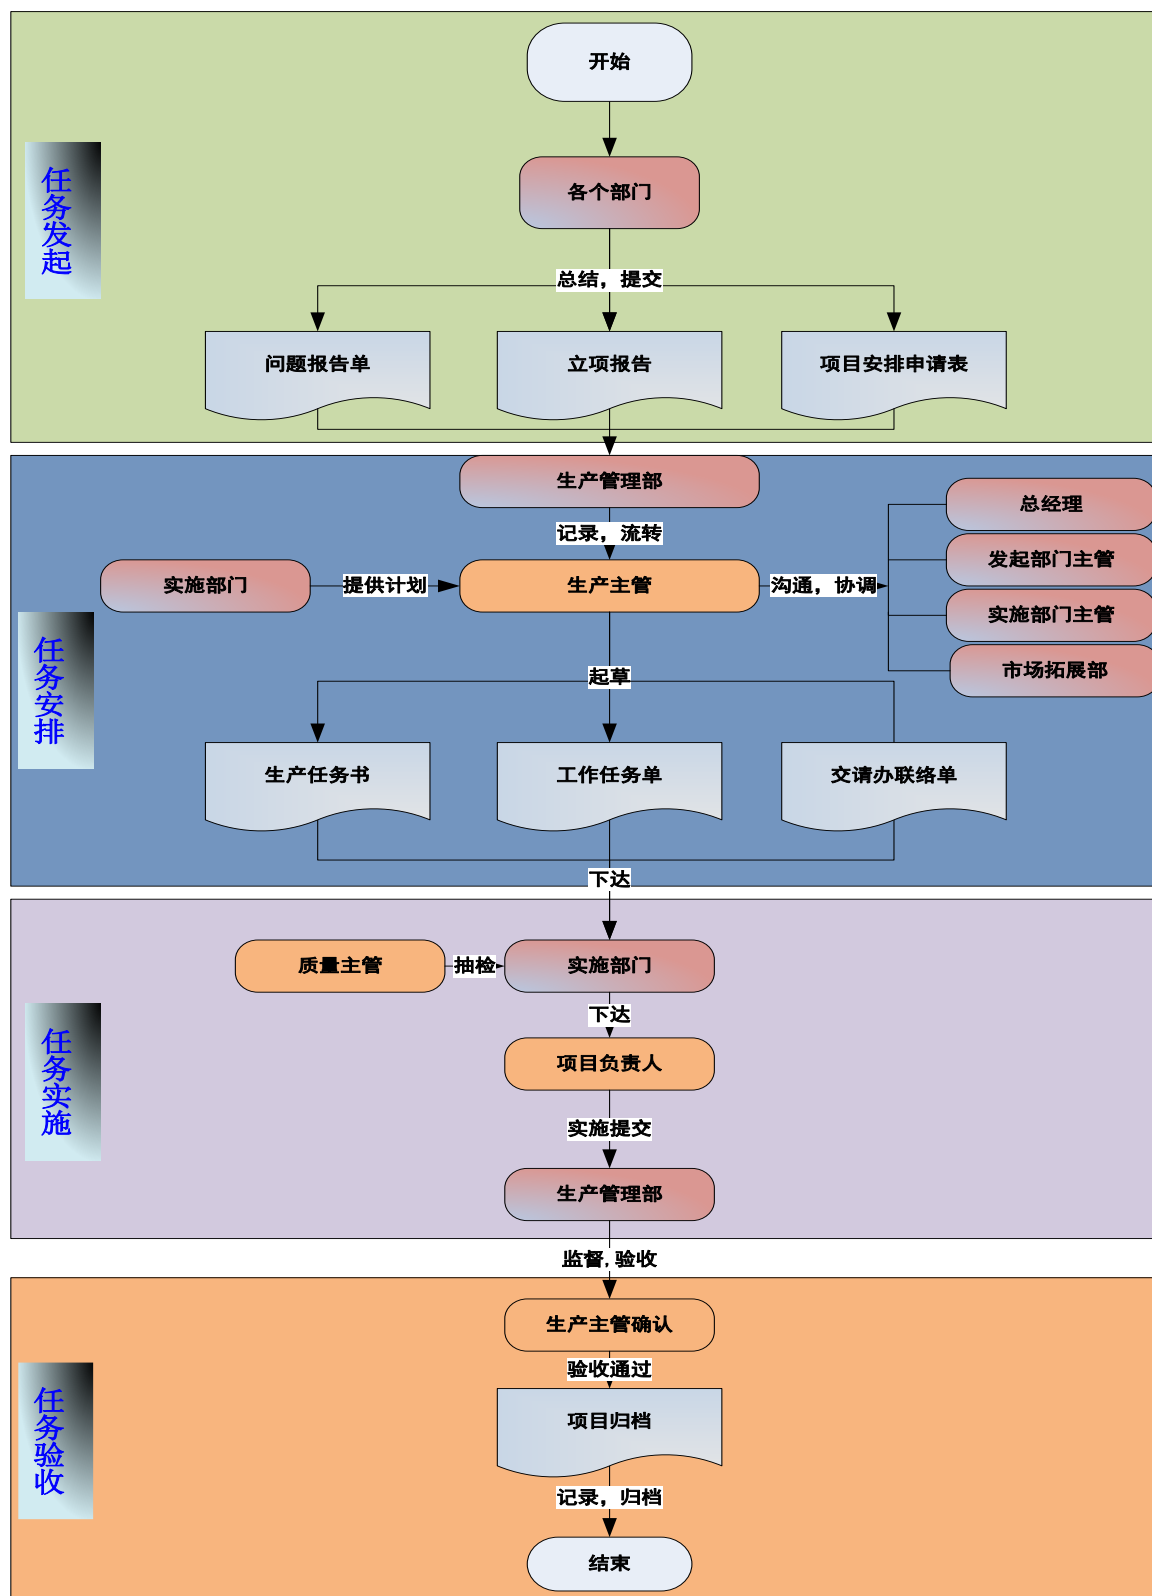 开始
任务发起
各个部门
总结，提交
问题报告单
立项报告
项目安排申请表
生产管理部
记录，流转
总经理
发起部门主管
实施部门
提供计划
生产主管
沟通，协调
实施部门主管
市场拓展部
任务安排
起草
生产任务书
工作任务单
交请办联络单
下达
质量主管
抽检
实施部门
下达
任务实施
项目负责人
实施提交
生产管理部
监督,验收
生产主管确认
验收通过
任务验收
项目归档
记录，归档
结束